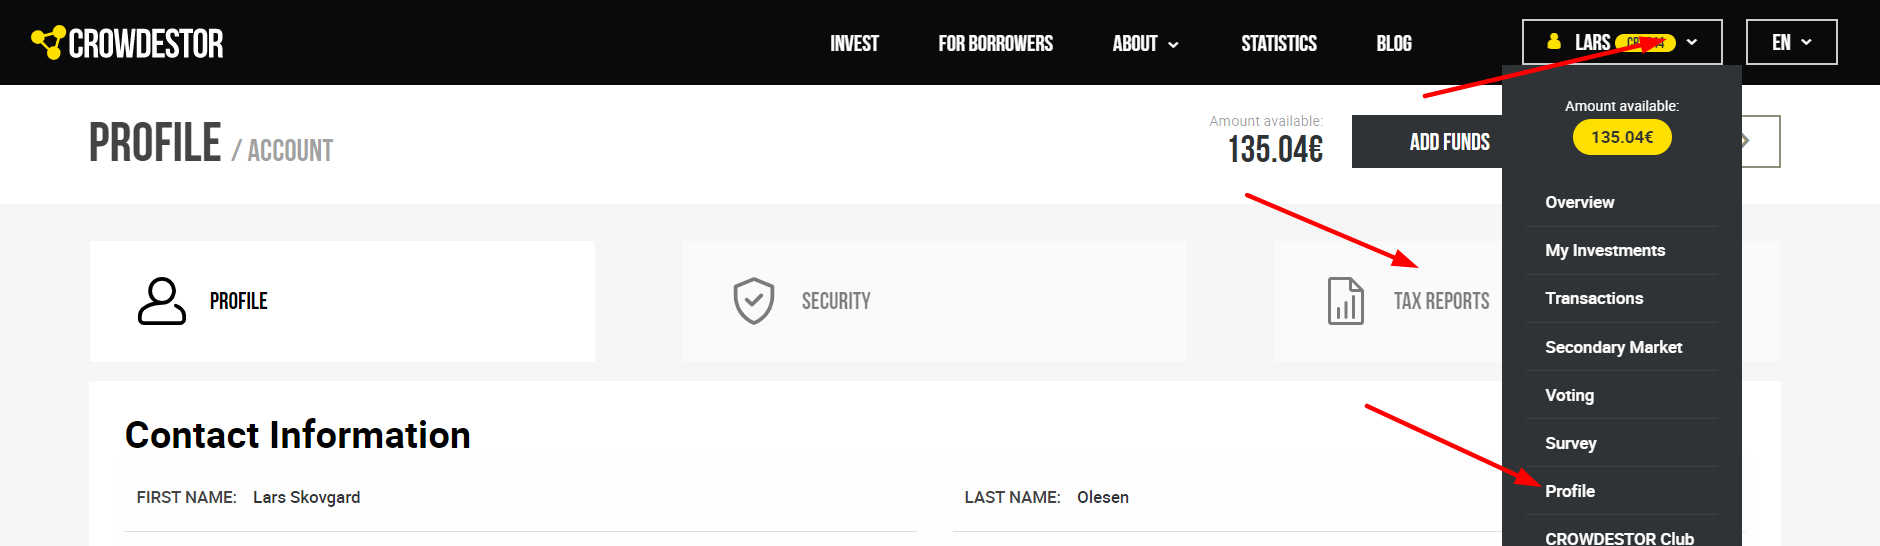 CROWDESTOR
INVEST
FOR BORROWERS
ABOUT
STATISTICS
BLOG
LARS
EN
PROFILE / ACCOUNT
Amount available:
135.04€
ADD FUNDS
Amount available:
135.04€
Overview
My Investments
Transactions
Secondary Market
Voting
Survey
Profile
CROWDESTOR Club
PROFILE
SECURITY
TAX REPORTS
Contact Information
FIRST NAME: Lars Skovgard
LAST NAME: Olesen